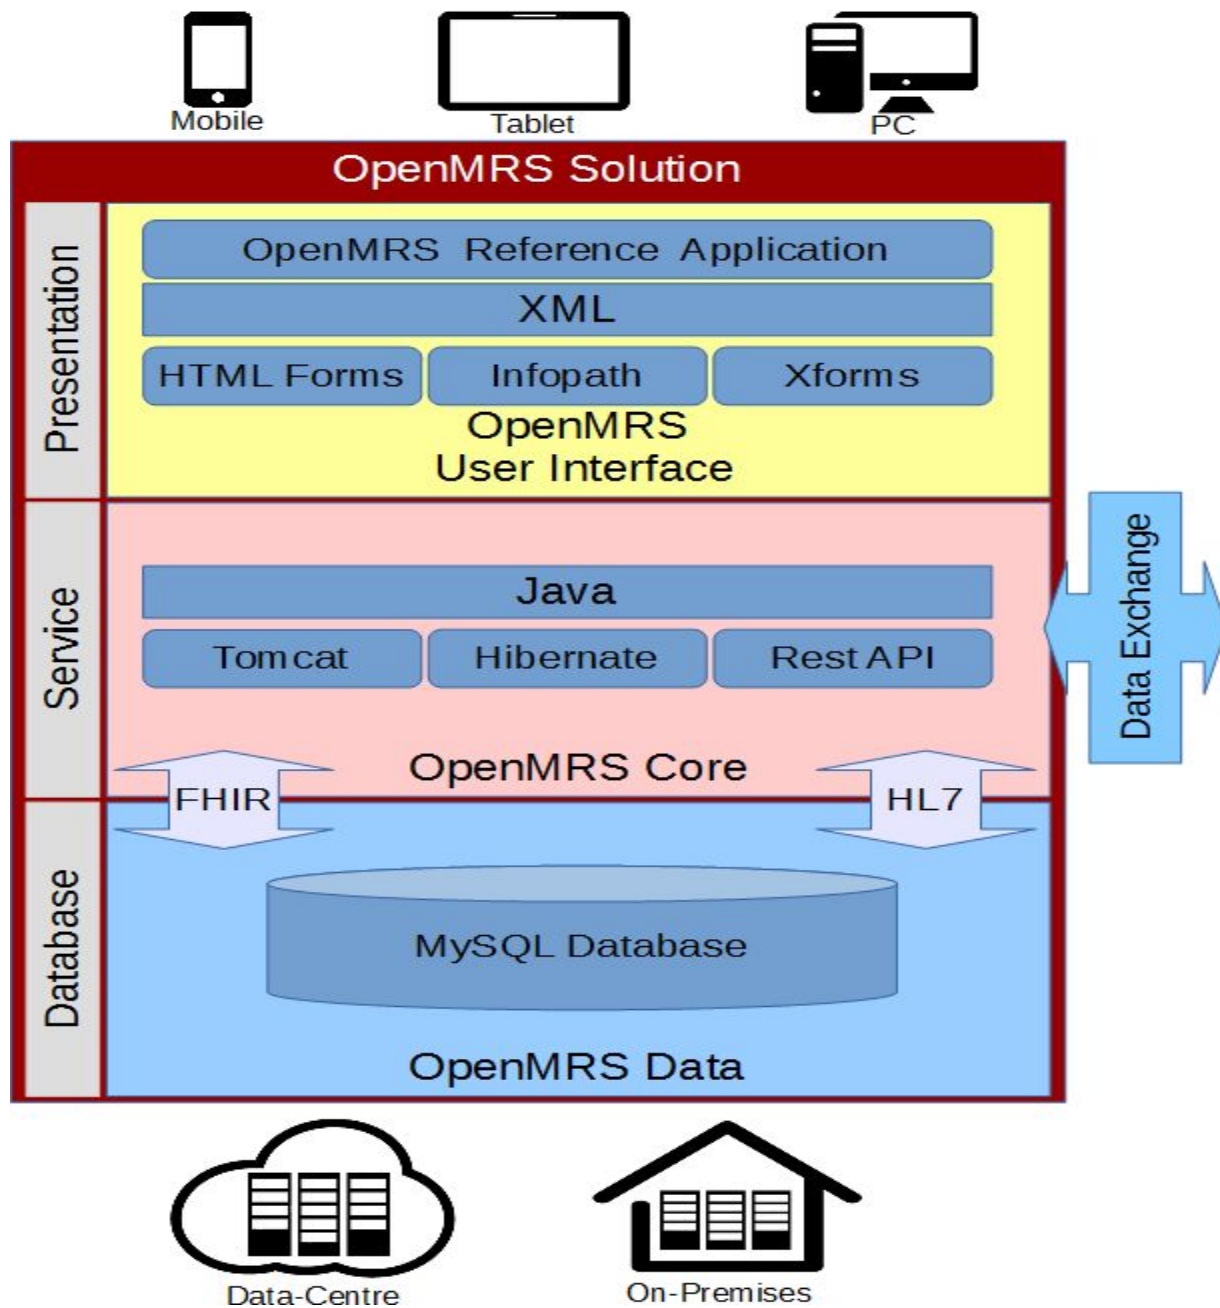 Mobile
Tablet
PC
OpenMRS Solution
Presentation
OpenMRS Reference Application
XML
HTML Forms
Infopath
Xforms
OpenMRS
User Interface
Service
Java
Tomcat
Hibernate
Rest API
OpenMRS Core
Data Exchange
FHIR
HL7
Database
MySQL Database
OpenMRS Data
Data-Centre
On-Premises